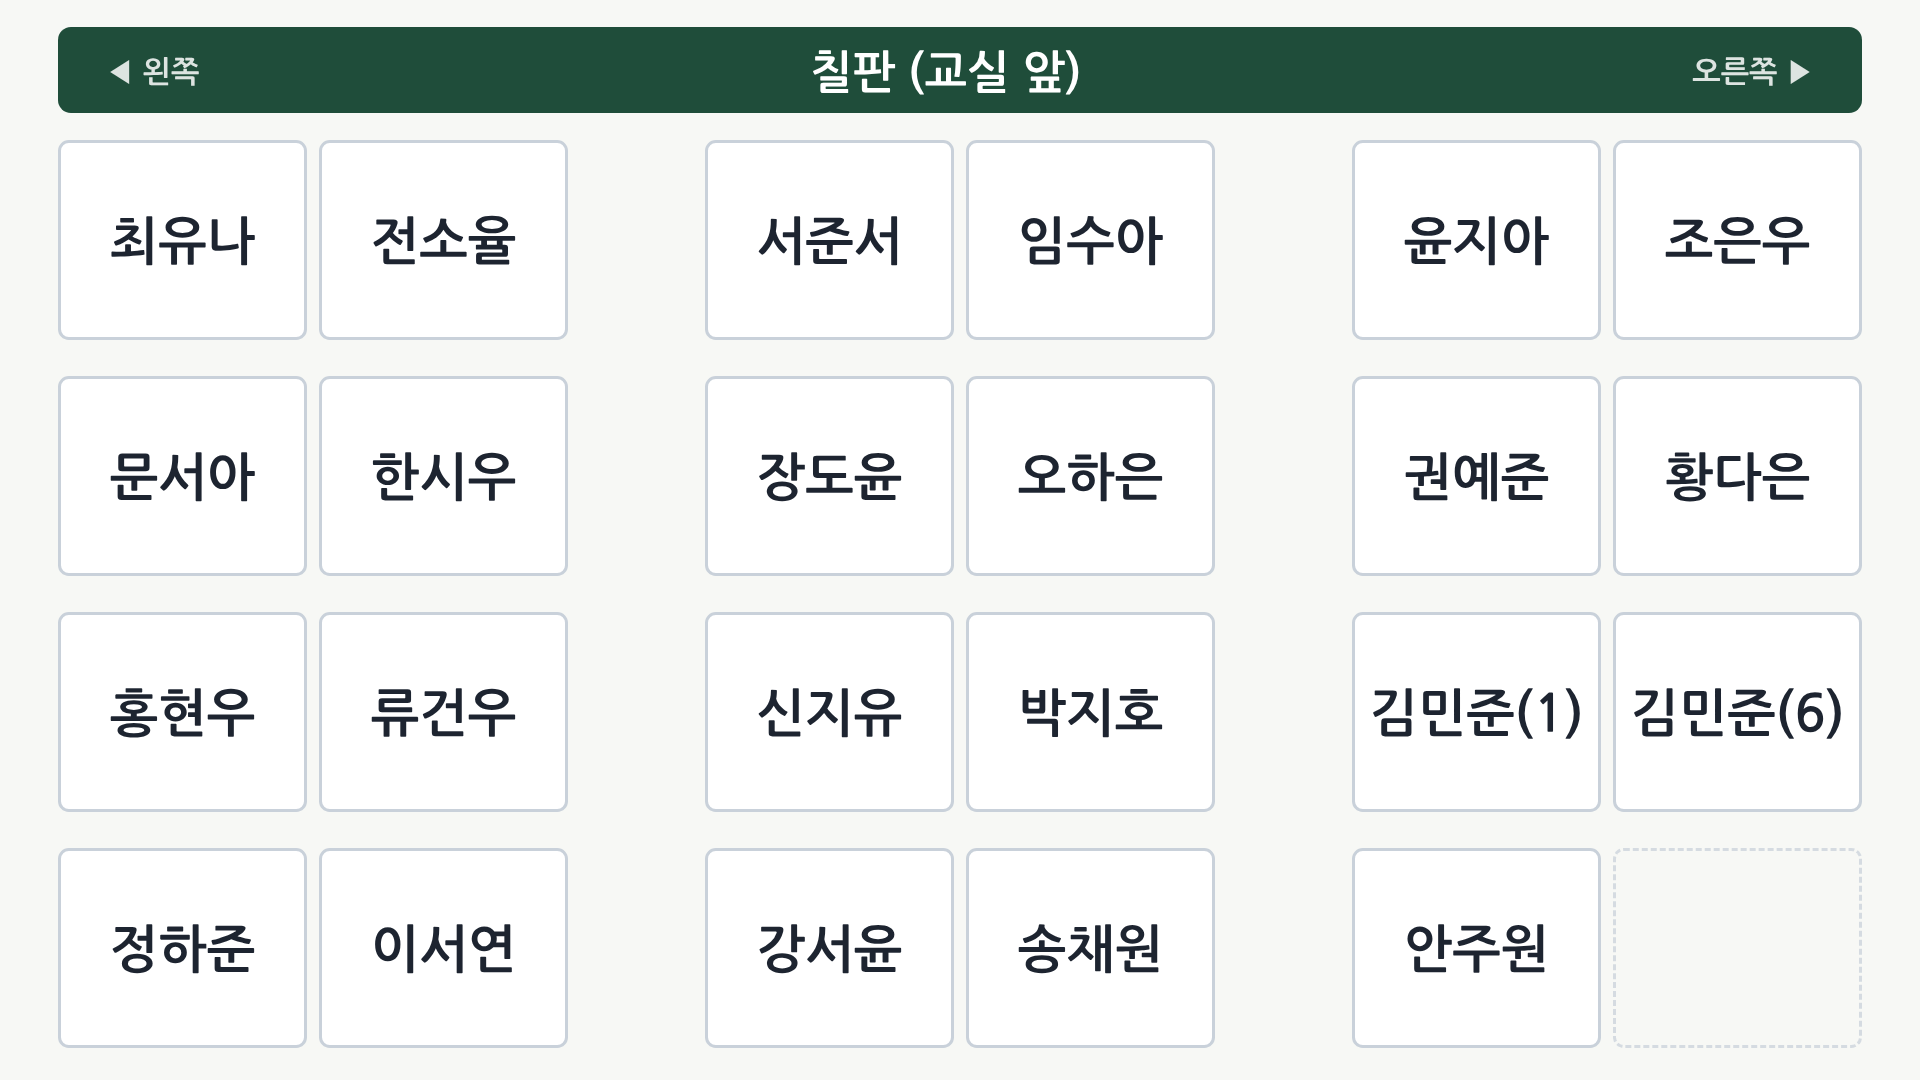 ◀ 왼쪽 칠판 (교실 앞) 오른쪽 ▶
최유나 전소율 서준서 임수아 윤지아 조은우
문서아 한시우 장도윤 오하은 권예준 황다은
홍현우 류건우 신지유 박지호 김민준(1) 김민준(6)
정하준 이서연 강서윤 송채원 안주원